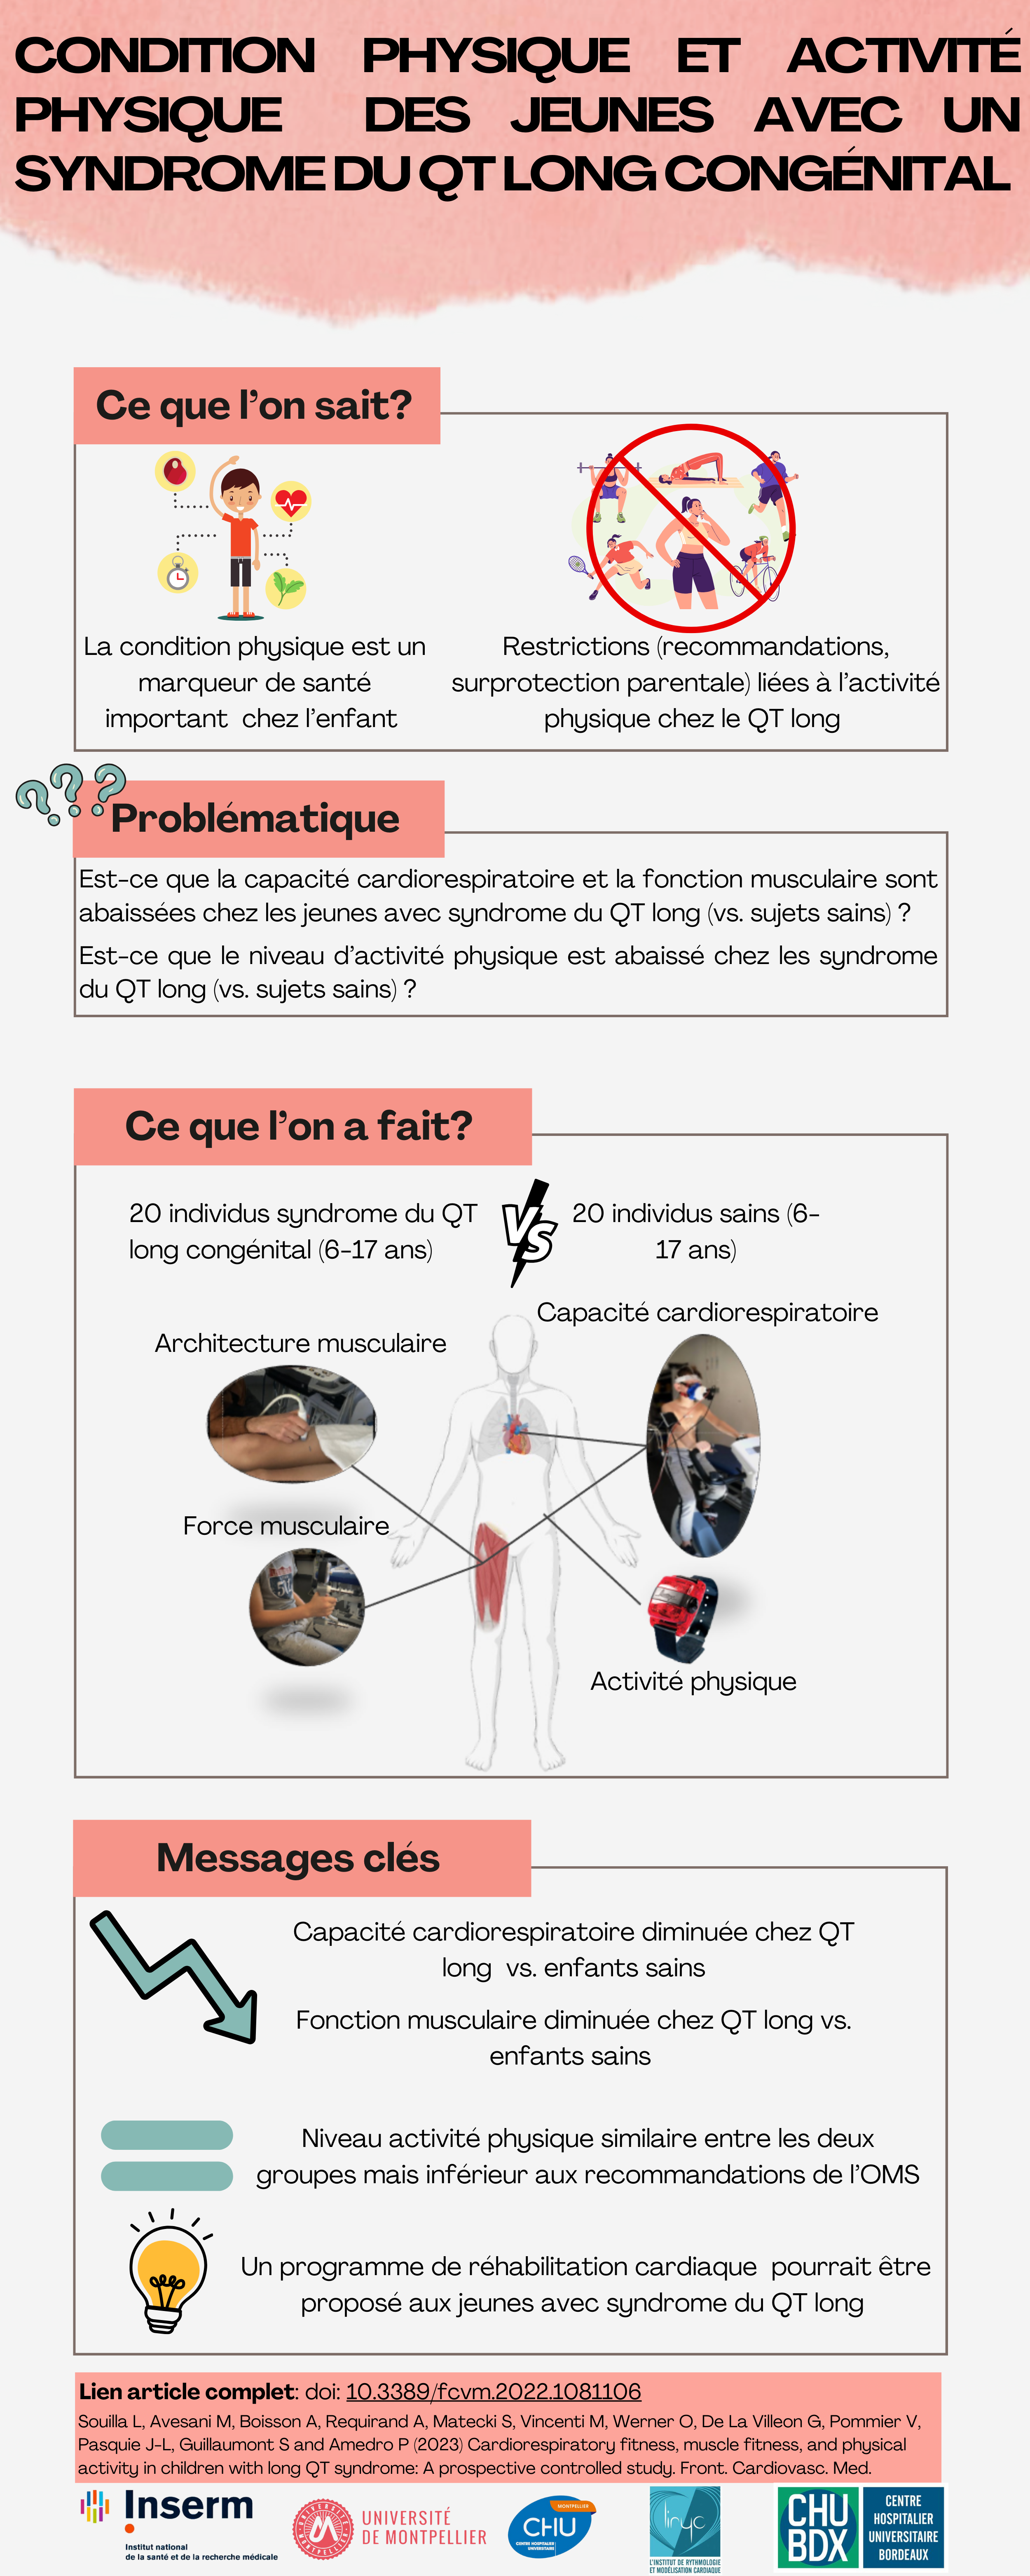 CONDITION PHYSIQUE ET ACTIVITÉ
PHYSIQUE DES JEUNES AVEC UN
SYNDROME DU QT LONG CONGÉNITAL
Ce que l'on sait?
La condition physique est un
marqueur de santé
important chez l'enfant
Restrictions (recommandations,
surprotection parentale) liées à l'activité
physique chez le QT long
???
Problématique
Est-ce que la capacité cardiorespiratoire et la fonction musculaire sont
abaissées chez les jeunes avec syndrome du QT long (vs. sujets sains) ?
Est-ce que le niveau d'activité physique est abaissé chez les syndrome
du QT long (vs. sujets sains) ?
Ce que l'on a fait?
20 individus syndrome du QT
long congénital (6-17 ans)
VS
20 individus sains (6-
17 ans)
Capacité cardiorespiratoire
Architecture musculaire
Force musculaire
Activité physique
Messages clés
Capacité cardiorespiratoire diminuée chez QT
long vs. enfants sains
Fonction musculaire diminuée chez QT long vs.
enfants sains
Niveau activité physique similaire entre les deux
groupes mais inférieur aux recommandations de l'OMS
Un programme de réhabilitation cardiaque pourrait être
proposé aux jeunes avec syndrome du QT long
Lien article complet: doi: 10.3389/fcvm.2022.1081106
Souilla L, Avesani M, Boisson A, Requirand A, Matecki S, Vincenti M, Werner O, De La Villeon G, Pommier V,
Pasquie J-L, Guillaumont S and Amedro P (2023) Cardiorespiratory fitness, muscle fitness, and physical
activity in children with long QT syndrome: A prospective controlled study. Front. Cardiovasc. Med.
Inserm
Institut national
de la santé et de la recherche médicale
UNIVERSITÉ
DE MONTPELLIER
MONTPELLIER
CHU
CENTRE HOSPITALIER
UNIVERSITAIRE
liryc
L'INSTITUT DE RYTHMOLOGIE
ET MODÉLISATION CARDIAQUE
CHU
BDX
CENTRE
HOSPITALIER
UNIVERSITAIRE
BORDEAUX